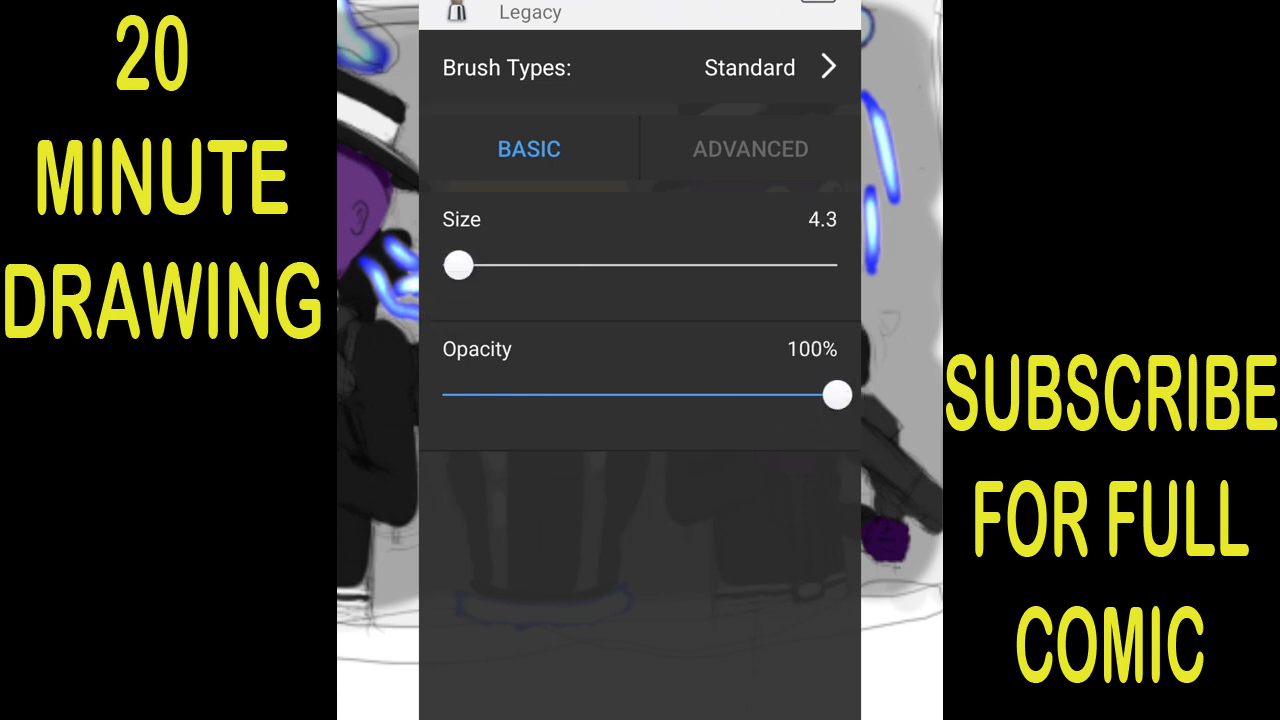 20
MINUTE
DRAWING
Legacy
Brush Types: Standard
BASIC ADVANCED
Size 4.3
Opacity 100%
SUBSCRIBE
FOR FULL
COMIC